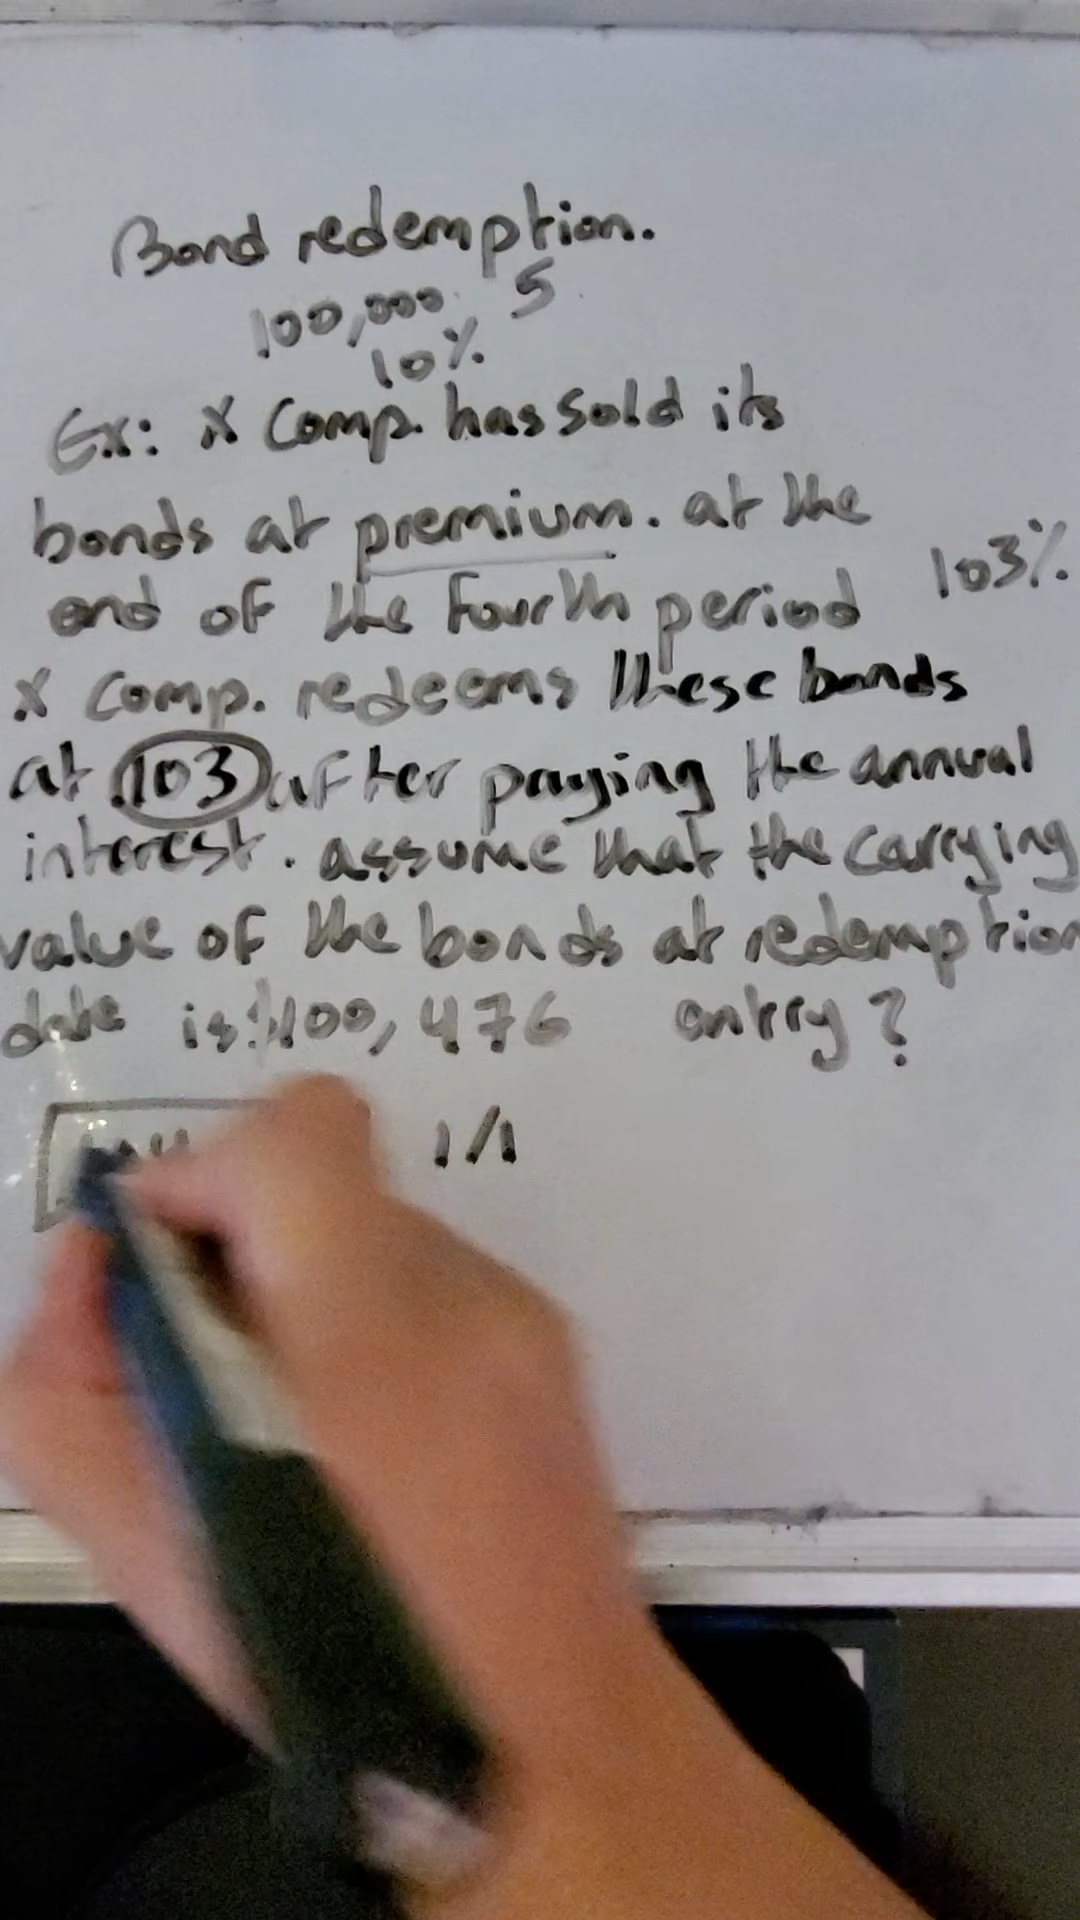 Bond redemption.
100,000 5
10%
Ex: X Comp. has sold its
bonds at premium. at the
end of the fourth period 103%
X Comp. redeems these bonds
at 103 after paying the annual
interest. assume that the carrying
value of the bonds at redemption
date is $100,476 entry?
1/1